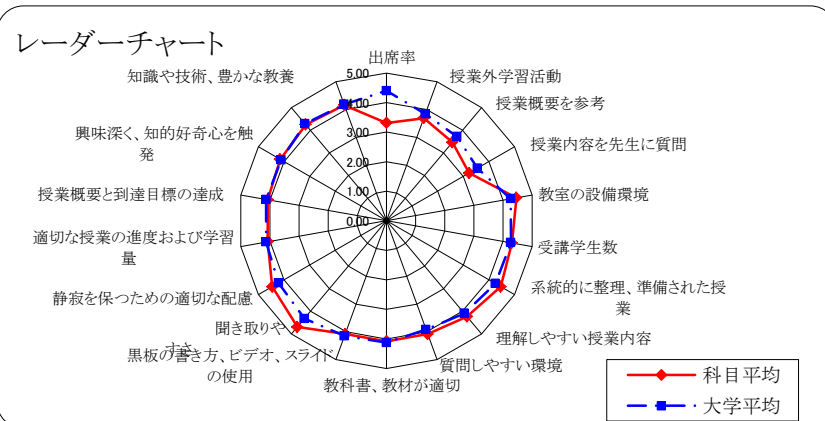 レーダーチャート
出席率
授業外学習活動
授業概要を参考
授業内容を先生に質問
教室の設備環境
受講学生数
系統的に整理、準備された授
業
理解しやすい授業内容
質問しやすい環境
教科書、教材が適切
黒板の書き方、ビデオ、スライド
の使用
聞き取りや
すさ
静寂を保つための適切な配慮
適切な授業の進度および学習
量
授業概要と到達目標の達成
興味深く、知的好奇心を触
発
知識や技術、豊かな教養
5.00
4.00
3.00
2.00
1.00
0.00
科目平均
大学平均